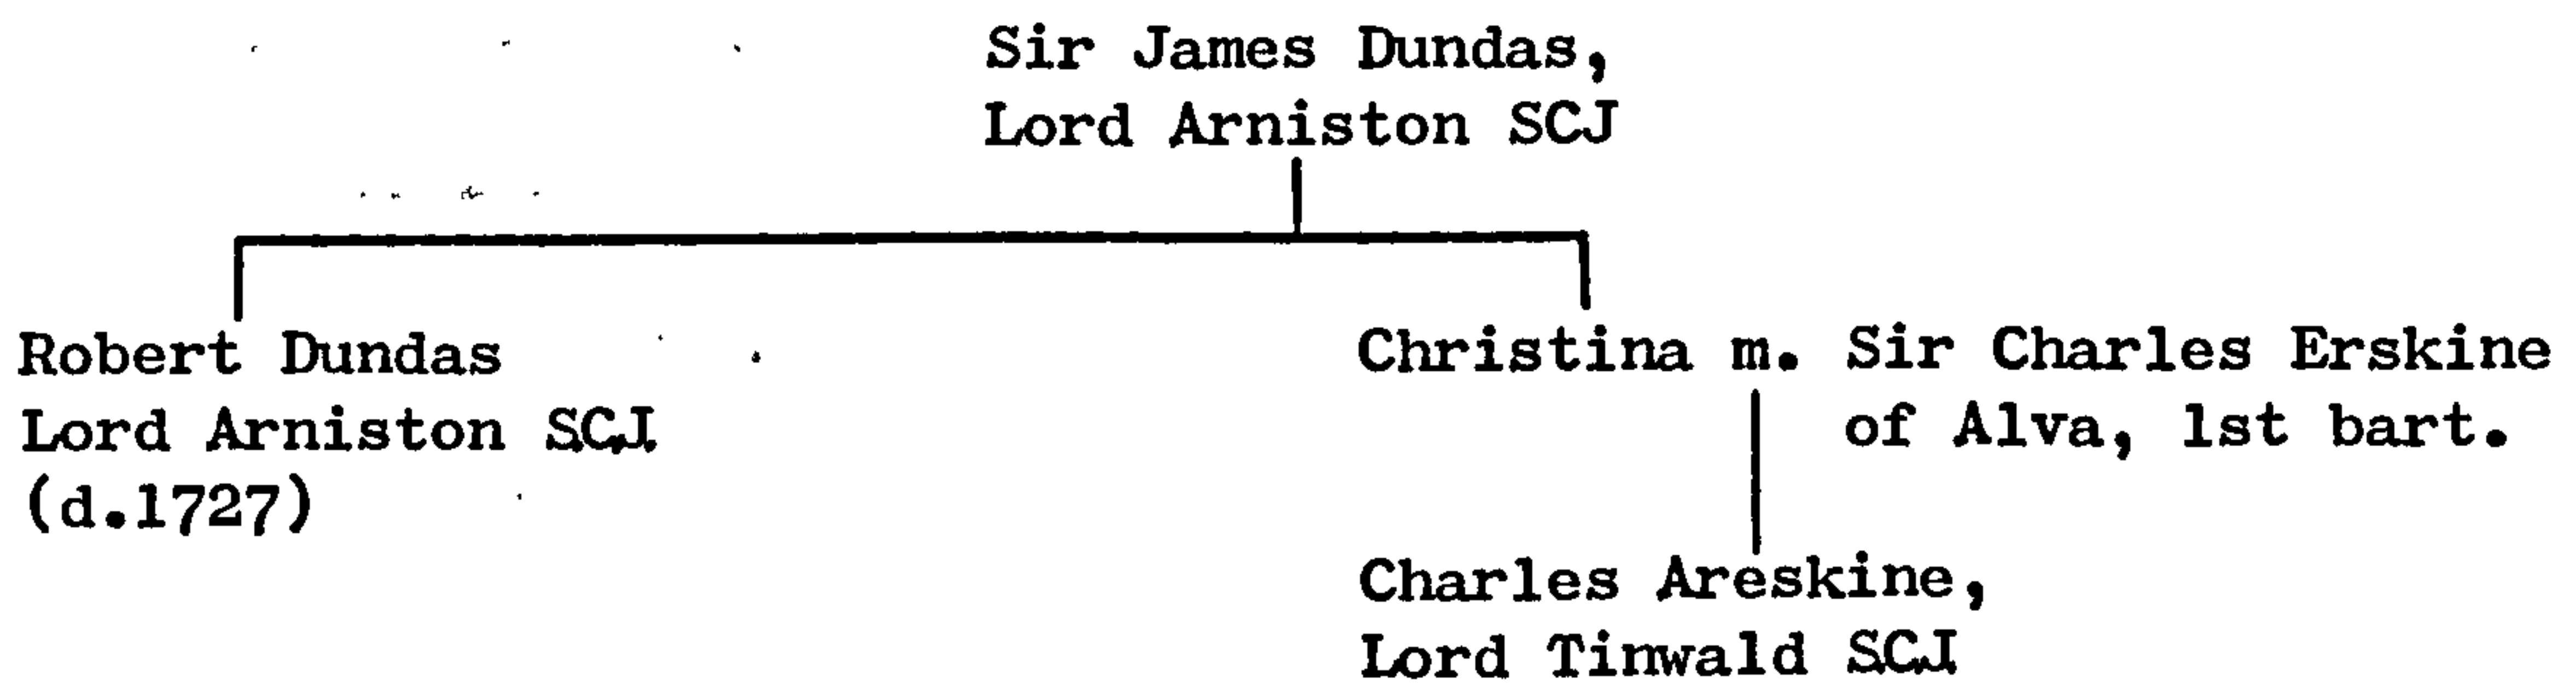 Sir James Dundas,
Lord Arniston SCJ
Robert Dundas
Lord Arniston SCJ
(d.1727)
Christina m. Sir Charles Erskine
of Alva, 1st bart.
Charles Areskine,
Lord Tinwald SCJ